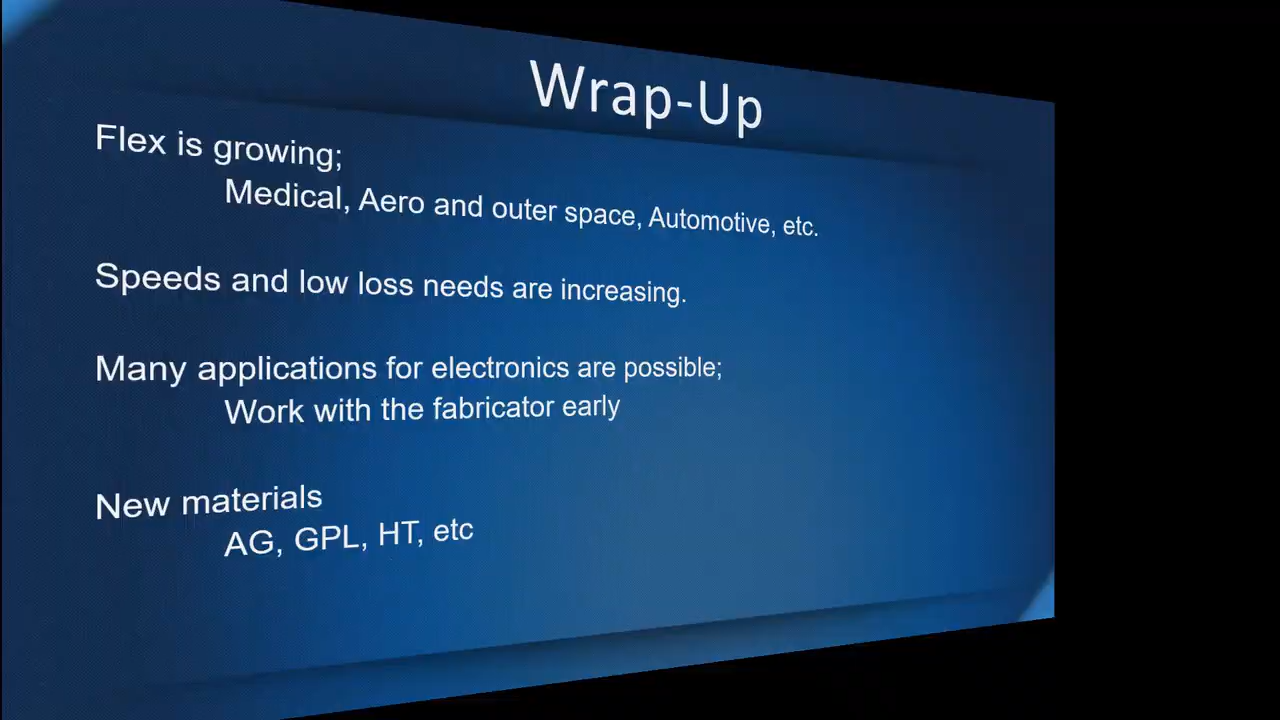 Wrap-Up
Flex is growing;
Medical, Aero and outer space, Automotive, etc.
Speeds and low loss needs are increasing.
Many applications for electronics are possible;
Work with the fabricator early
New materials
AG, GPL, HT, etc